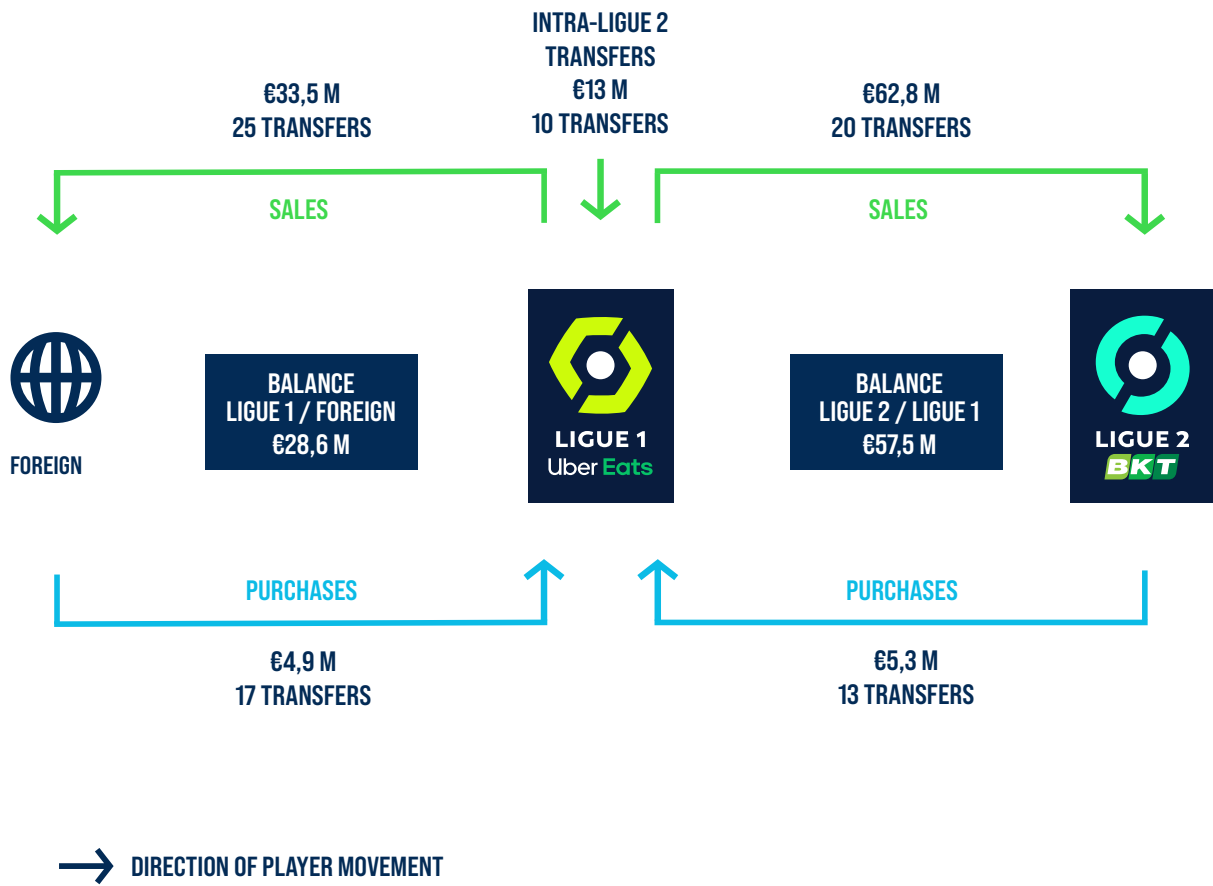 INTRA-LIGUE 2
TRANSFERS
€13 M
10 TRANSFERS
€33,5 M
25 TRANSFERS
€62,8 M
20 TRANSFERS
SALES
SALES
FOREIGN
BALANCE
LIGUE 1 / FOREIGN
€28,6 M
LIGUE 1
Uber Eats
BALANCE
LIGUE 2 / LIGUE 1
€57,5 M
LIGUE 2
BKT
PURCHASES
PURCHASES
€4,9 M
17 TRANSFERS
€5,3 M
13 TRANSFERS
DIRECTION OF PLAYER MOVEMENT